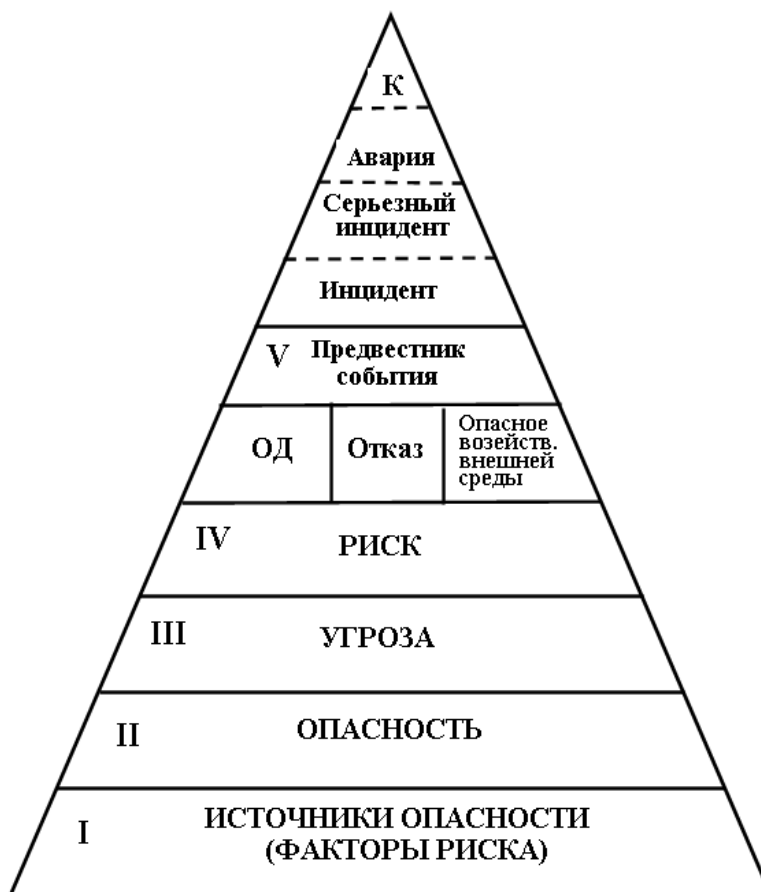 К
Авария
Серьезный
инцидент
Инцидент
V Предвестник
события
ОД Отказ Опасное
возейств.
внешней
среды
IV РИСК
III УГРОЗА
II ОПАСНОСТЬ
I ИСТОЧНИКИ ОПАСНОСТИ
(ФАКТОРЫ РИСКА)